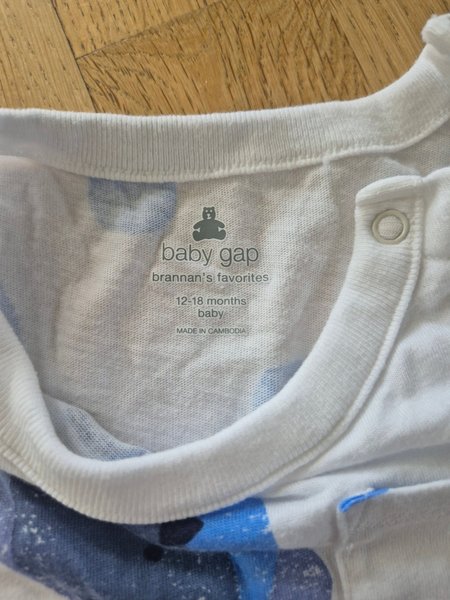 baby gap
brannan's favorites
12-18 months
baby
MADE IN CAMBODIA